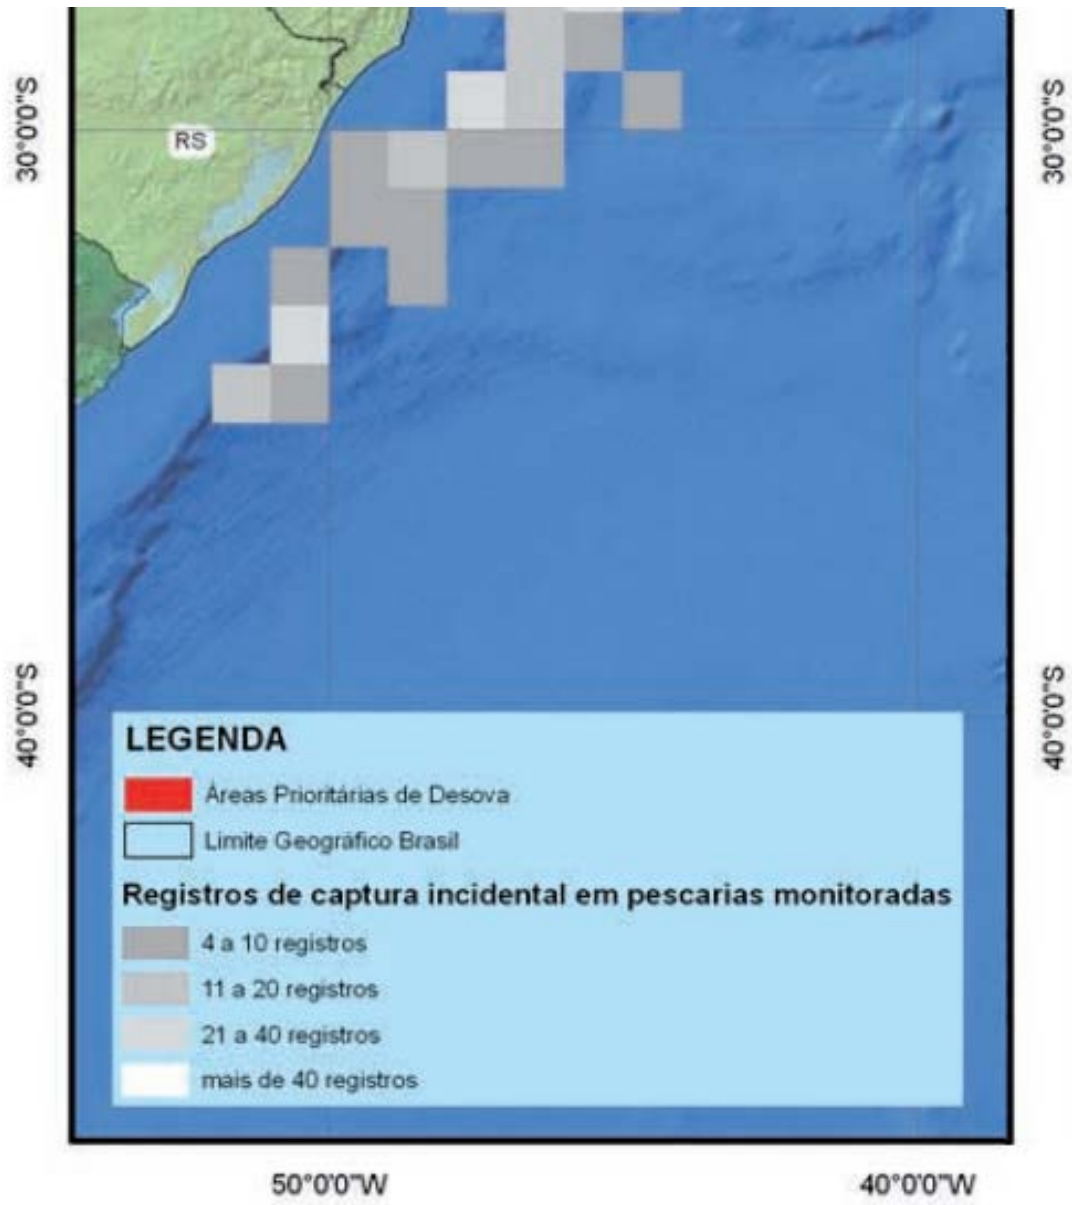 30°0'0"S
30°0'0"S
RS
40°0'0"S
40°0'0"S
LEGENDA
Áreas Prioritárias de Desova
Limite Geográfico Brasil
Registros de captura incidental em pescarias monitoradas
4 a 10 registros
11 a 20 registros
21 a 40 registros
mais de 40 registros
50°0'0"W
40°0'0"W